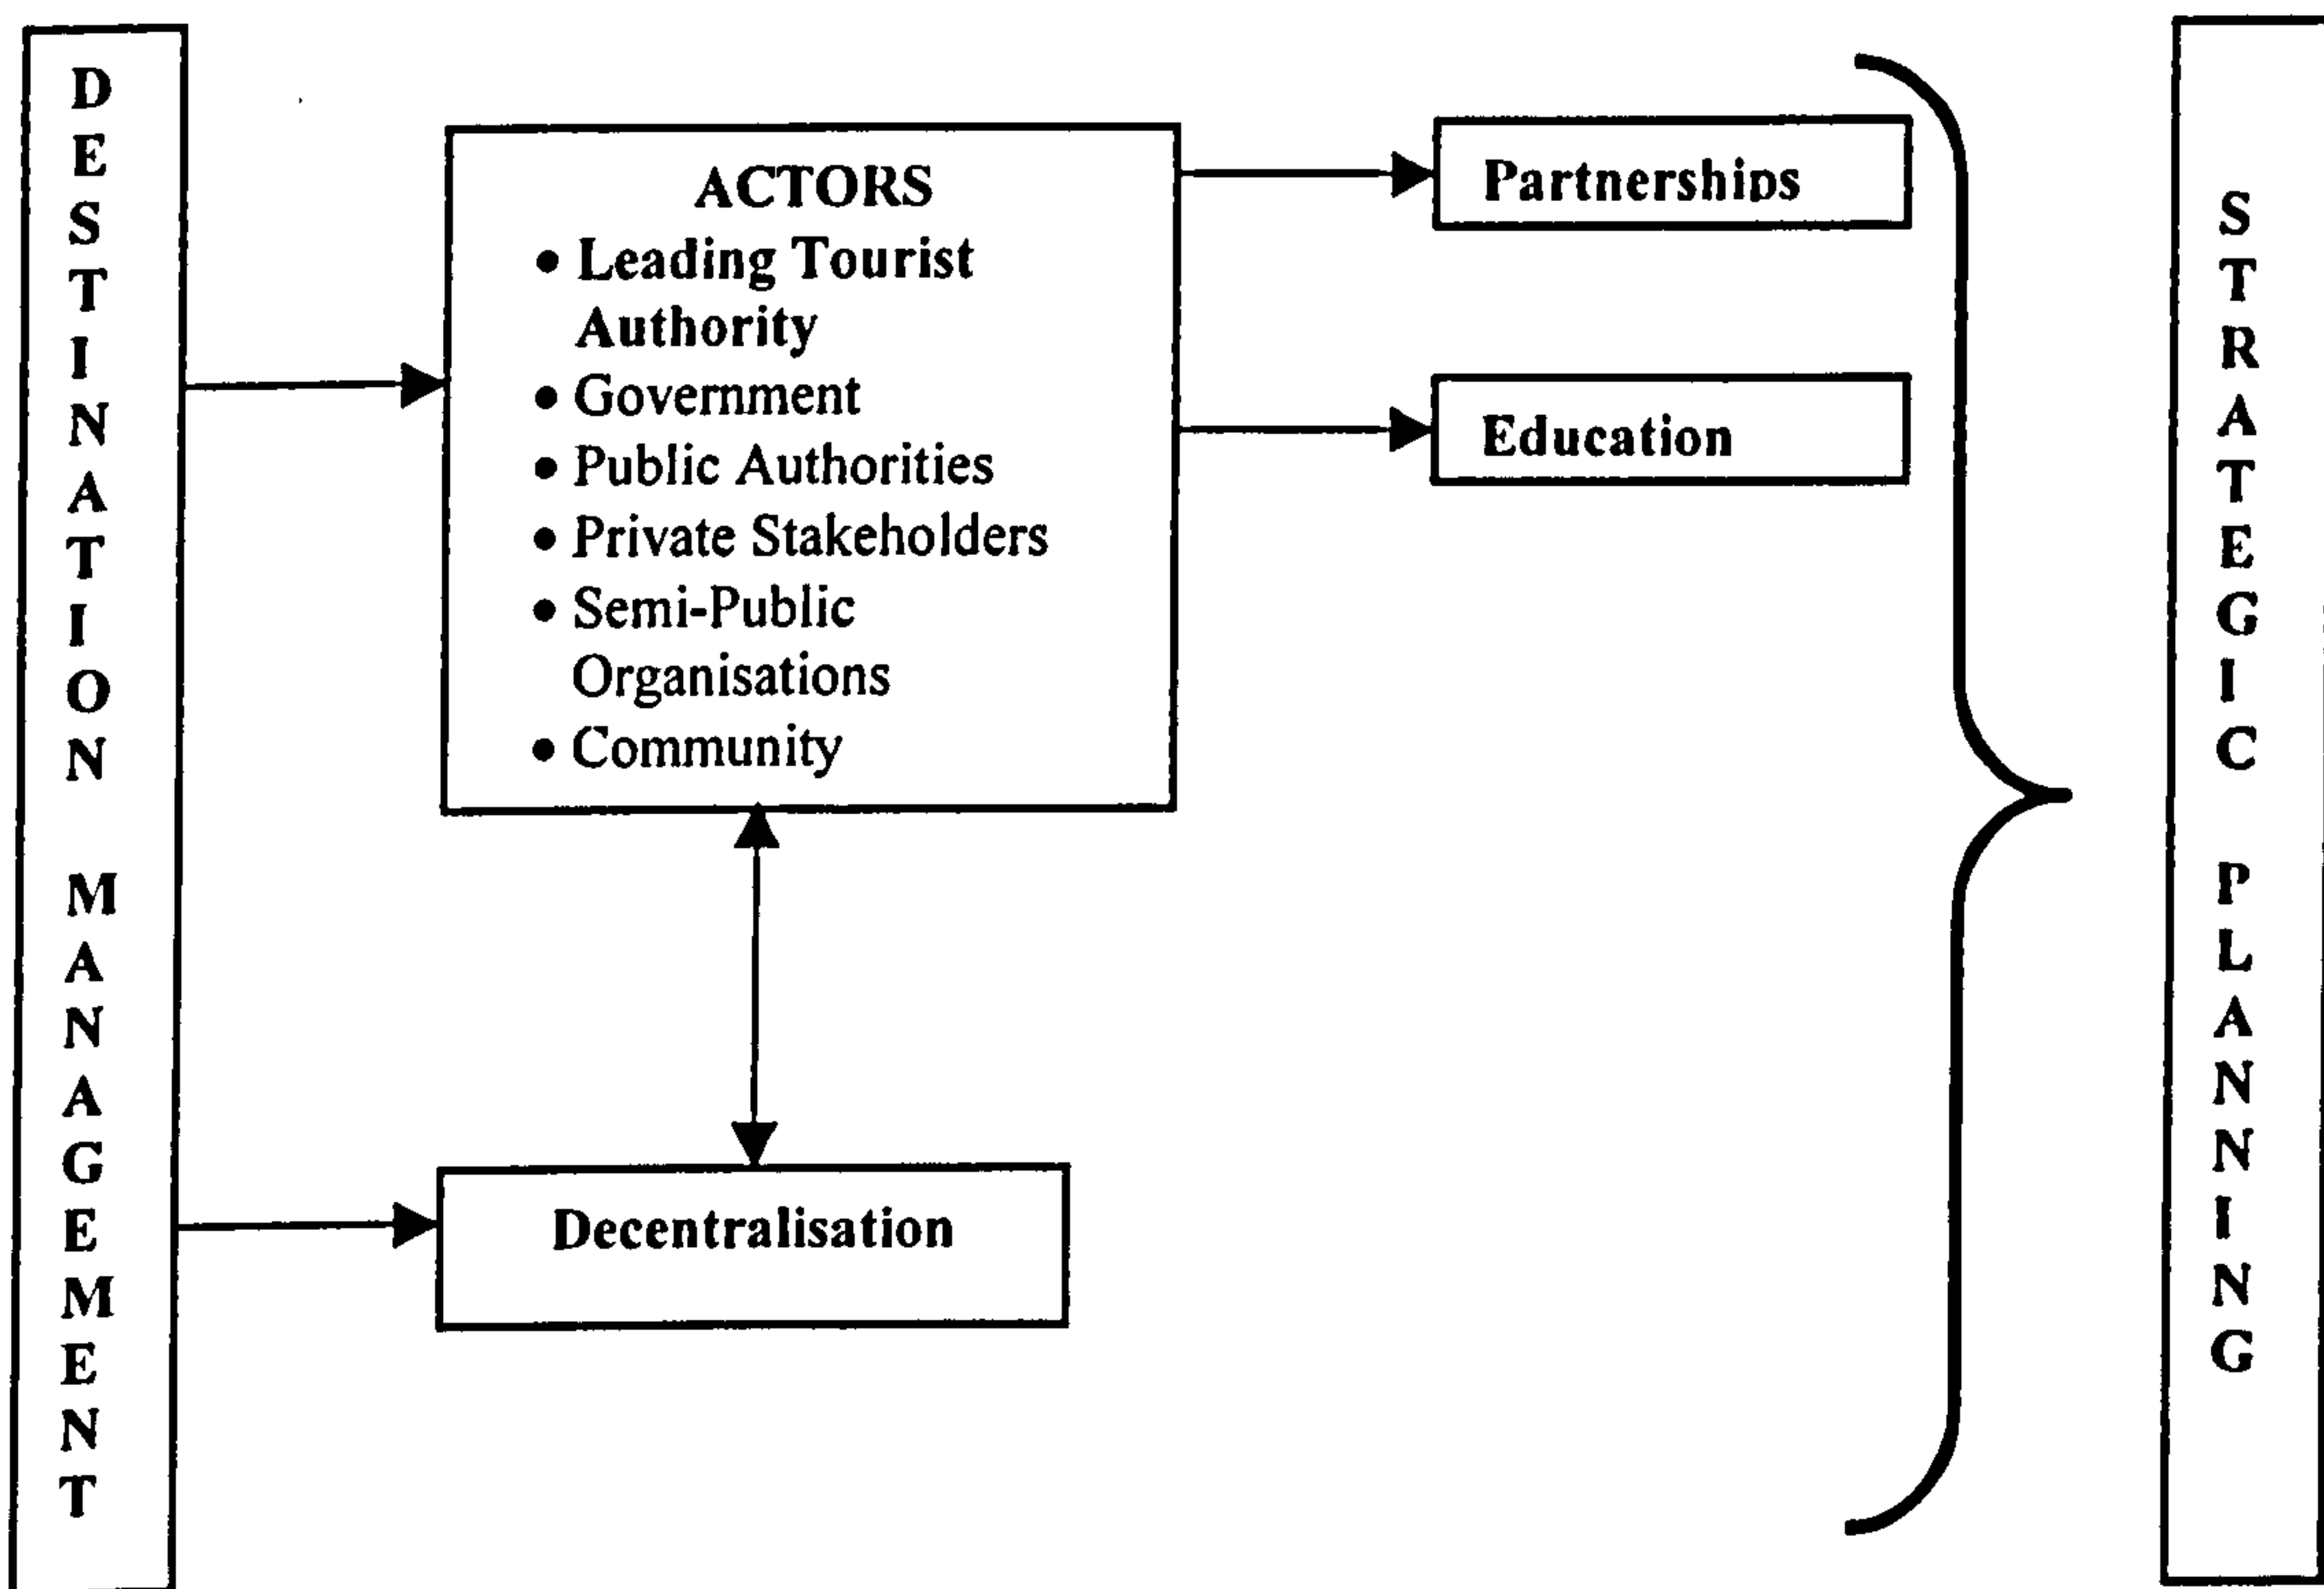 DESTINATION MANAGEMENT
ACTORS
• Leading Tourist
Authority
• Government
• Public Authorities
• Private Stakeholders
• Semi-Public
Organisations
• Community
Decentralisation
Partnerships
Education
STRATEGIC PLANNING